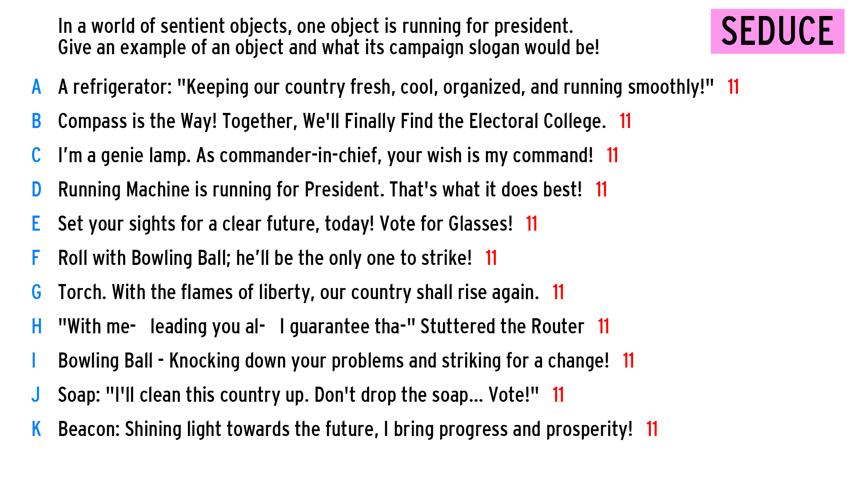 In a world of sentient objects, one object is running for president.
Give an example of an object and what its campaign slogan would be!
SEDUCE
A A refrigerator: "Keeping our country fresh, cool, organized, and running smoothly!" 11
B Compass is the Way! Together, We'll Finally Find the Electoral College. 11
C I'm a genie lamp. As commander-in-chief, your wish is my command! 11
D Running Machine is running for President. That's what it does best! 11
E Set your sights for a clear future, today! Vote for Glasses! 11
F Roll with Bowling Ball; he'll be the only one to strike! 11
G Torch. With the flames of liberty, our country shall rise again. 11
H "With me- leading you al- I guarantee tha-" Stuttered the Router 11
I Bowling Ball - Knocking down your problems and striking for a change! 11
J Soap: "I'll clean this country up. Don't drop the soap... Vote!" 11
K Beacon: Shining light towards the future, I bring progress and prosperity! 11